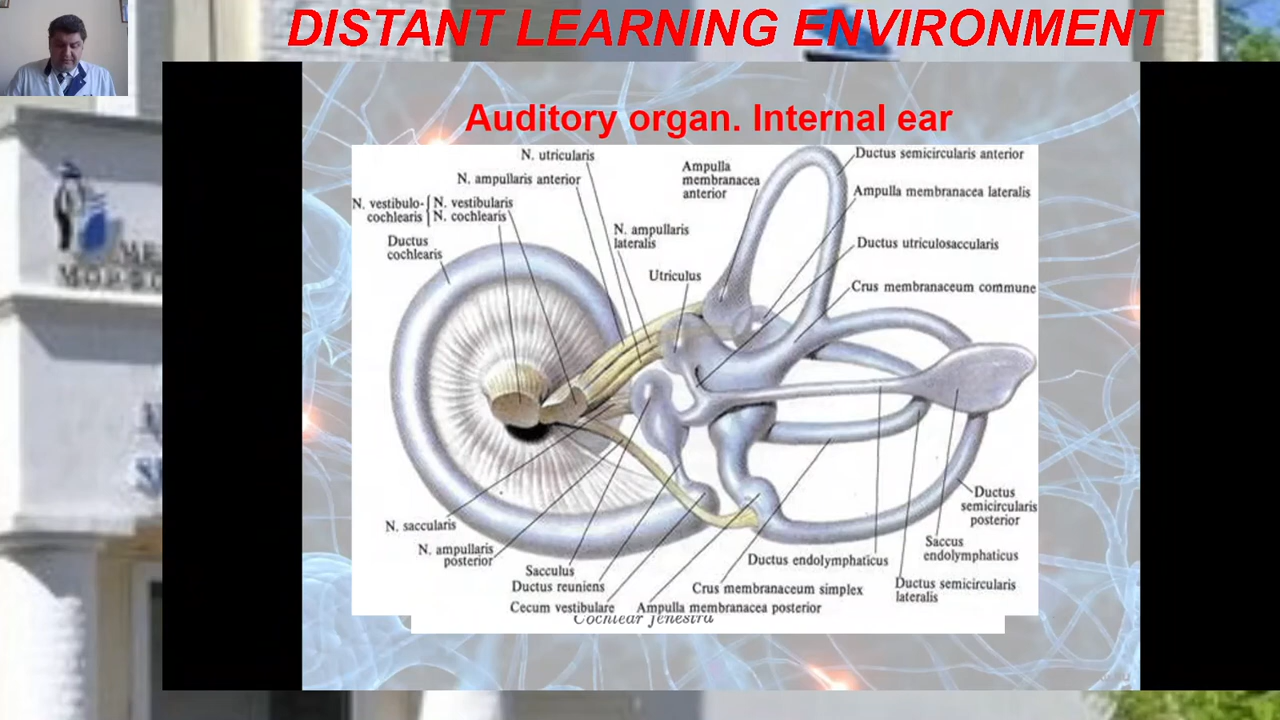 DISTANT LEARNING ENVIRONMENT
Auditory organ. Internal ear
N. utricularis
N. ampullaris anterior
N. vestibulo-
cochlearis
N. vestibularis
N. cochlearis
Ductus
cochlearis
N. ampullaris
lateralis
Utriculus
Ampulla
membranacea
anterior
Ductus semicircularis anterior
Ampulla membranacea lateralis
Ductus utriculosaccularis
Crus membranaceum commune
N. saccularis
N. ampullaris
posterior
Sacculus
Ductus reuniens
Cecum vestibulare
Ampulla membranacea posterior
Crus membranaceum simplex
Ductus endolymphaticus
Ductus semicircularis
lateralis
Saccus
endolymphaticus
Ductus
semicircularis
posterior
Cochlear fenestra